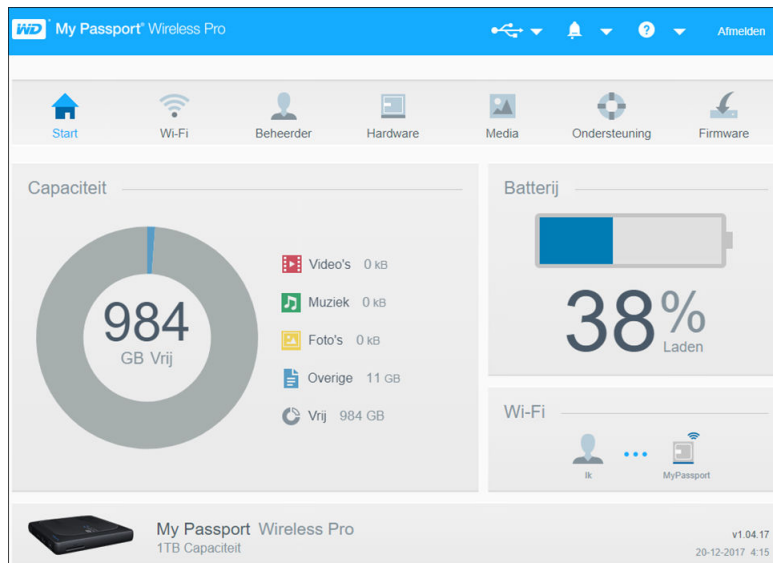 WD My Passport® Wireless Pro
Afmelden
Start Wi-Fi Beheerder Hardware Media Ondersteuning Firmware
Capaciteit
984
GB Vrij
Video's 0 KB
Muziek 0 KB
Foto's 0 KB
Overige 11 GB
Vrij 984 GB
Batterij
38%
Laden
Wi-Fi
Ik MyPassport
My Passport Wireless Pro
1TB Capaciteit
v1.04.17
20-12-2017 4:15